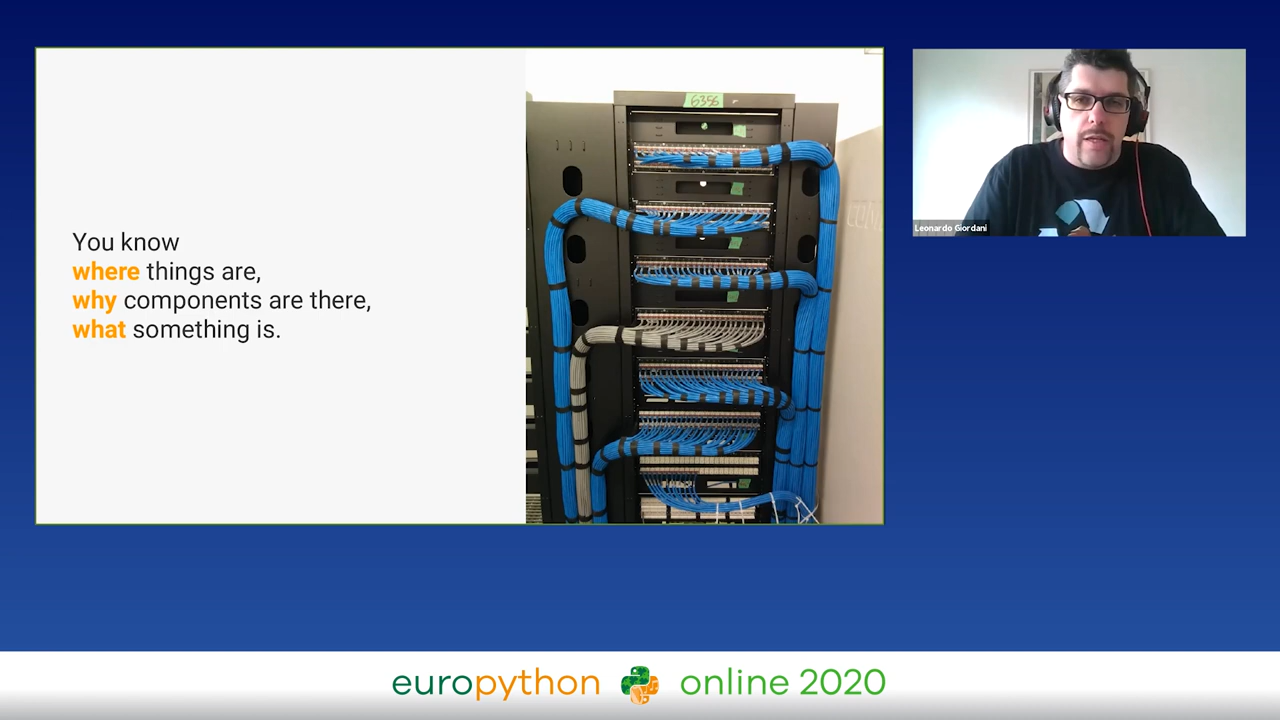 You know
where things are,
why components are there,
what something is.
6356
Leonardo Giordani
europython online 2020